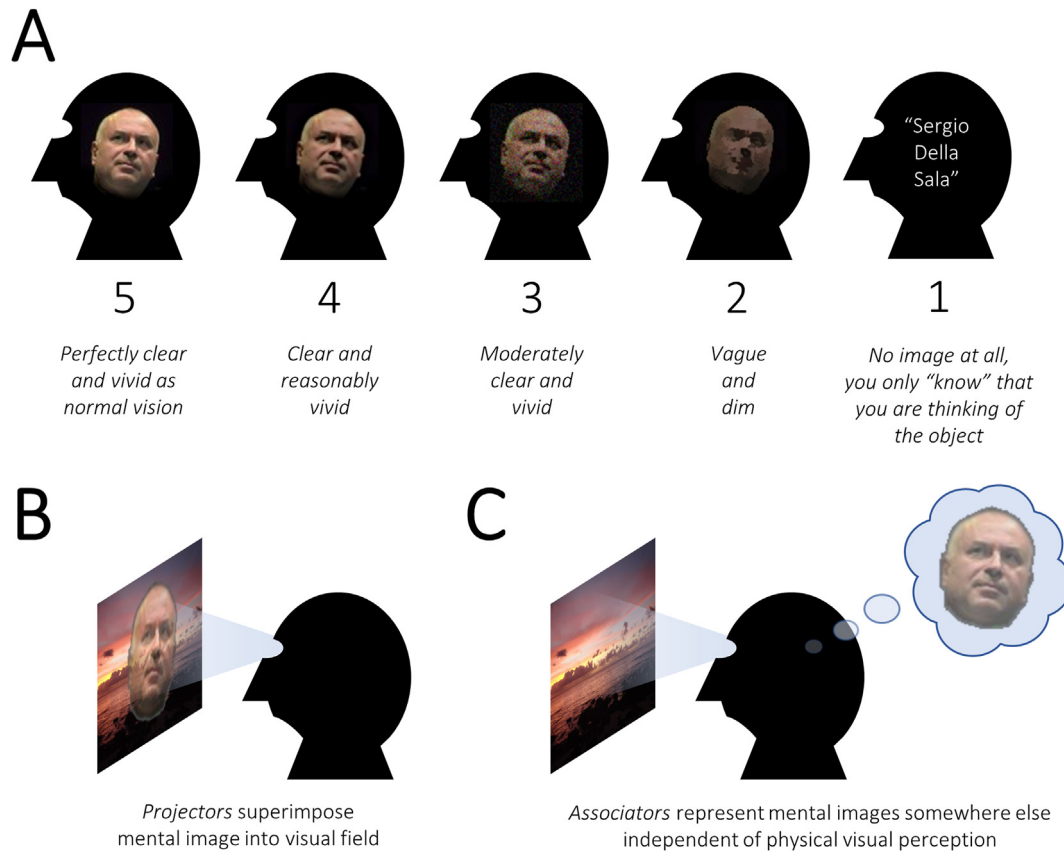 A
“Sergio
Della
Sala”
5
4
3
2
1
Perfectly clear
and vivid as
normal vision
Clear and
reasonably
vivid
Moderately
clear and
vivid
Vague
and
dim
No image at all,
you only “know” that
you are thinking of
the object
B
C
Projectors superimpose
mental image into visual field
Associators represent mental images somewhere else
independent of physical visual perception